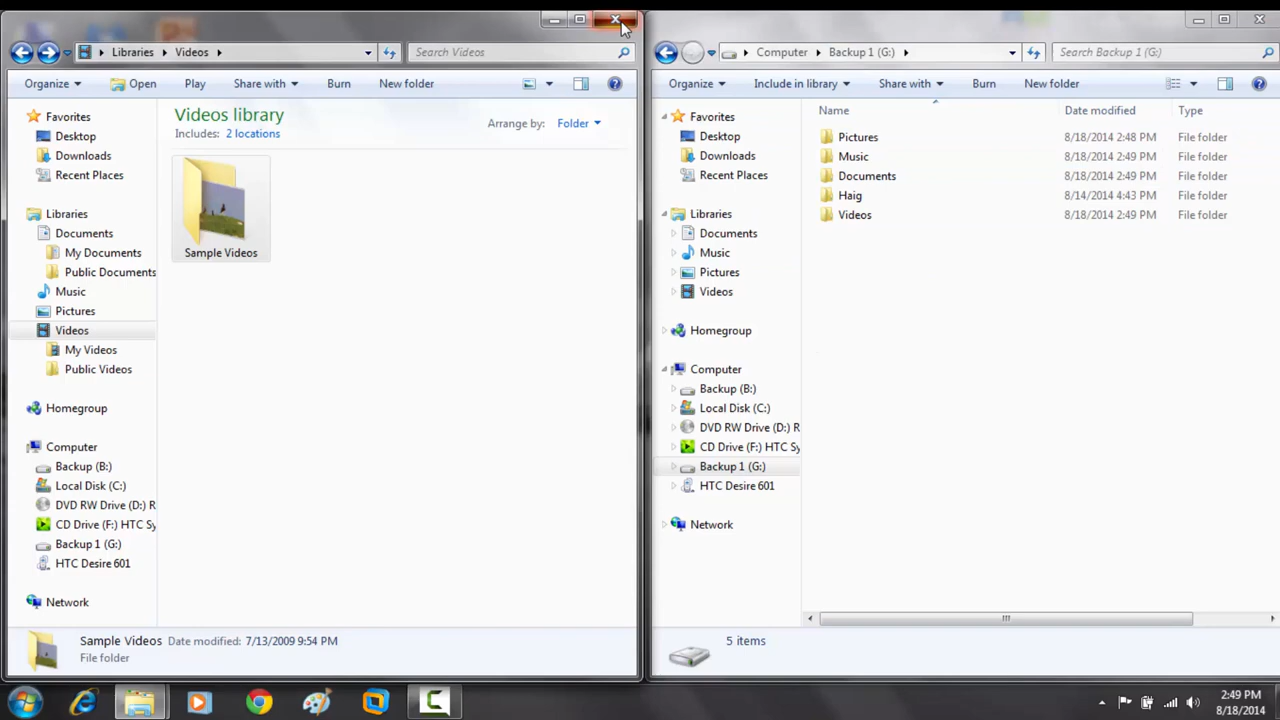 Libraries ▸ Videos ▸
Search Videos
Organize
Open
Play
Share with
Burn
New folder
Favorites
Desktop
Downloads
Recent Places
Libraries
Documents
My Documents
Public Documents
Music
Pictures
Videos
My Videos
Public Videos
Homegroup
Computer
Backup (B:)
Local Disk (C:)
DVD RW Drive (D:) R
CD Drive (F:) HTC Sy
Backup 1 (G:)
HTC Desire 601
Network
Videos library
Includes: 2 locations
Arrange by: Folder
Sample Videos
Sample Videos Date modified: 7/13/2009 9:54 PM
File folder
Computer ▸ Backup 1 (G:) ▸
Search Backup 1 (G:)
Organize
Include in library
Share with
Burn
New folder
Favorites
Desktop
Downloads
Recent Places
Libraries
Documents
Music
Pictures
Videos
Homegroup
Computer
Backup (B:)
Local Disk (C:)
DVD RW Drive (D:) R
CD Drive (F:) HTC Sy
Backup 1 (G:)
HTC Desire 601
Network
Name Date modified Type
Pictures 8/18/2014 2:48 PM File folder
Music 8/18/2014 2:49 PM File folder
Documents 8/18/2014 2:49 PM File folder
Haig 8/14/2014 4:43 PM File folder
Videos 8/18/2014 2:49 PM File folder
5 items
2:49 PM
8/18/2014